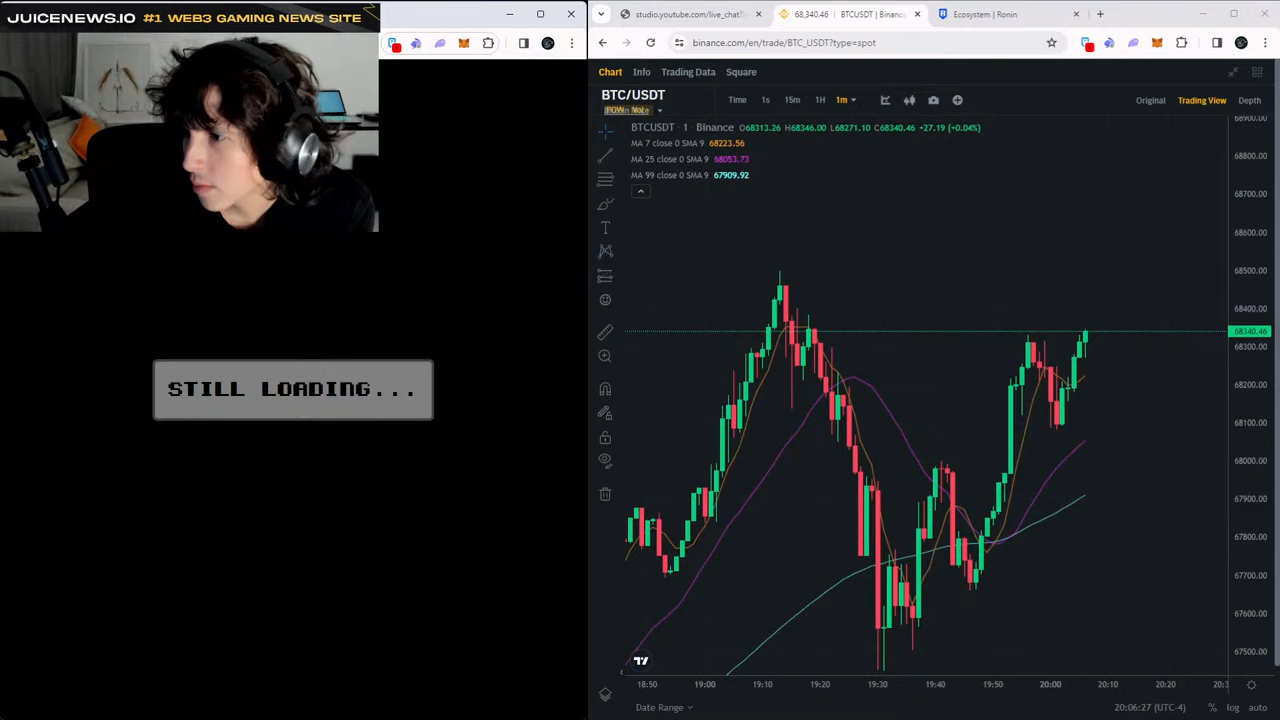 JUICENEWS.IO #1 WEB3 GAMING NEWS SITE
STILL LOADING...
studio.youtube.com/live_chat?i
68,340.46 | BTCUSDT | Binance
Ecosystem | Ronin
binance.com/en/trade/BTC_USDT?type=spot
Chart Info Trading Data Square
BTC/USDT
Time 1s 15m 1H 1m
Original Trading View Depth
BTCUSDT · 1 Binance O68313.26 H68346.00 L68271.10 C68340.46 +27.19 (+0.04%)
MA 7 close 0 SMA 9 68223.56
MA 25 close 0 SMA 9 68053.73
MA 99 close 0 SMA 9 67909.92
68900.00
68800.00
68700.00
68600.00
68500.00
68400.00
68340.46
68300.00
68200.00
68100.00
68000.00
67900.00
67800.00
67700.00
67600.00
67500.00
18:50 19:00 19:10 19:20 19:30 19:40 19:50 20:00 20:10 20:20 20:3
Date Range
20:06:27 (UTC-4) % log auto